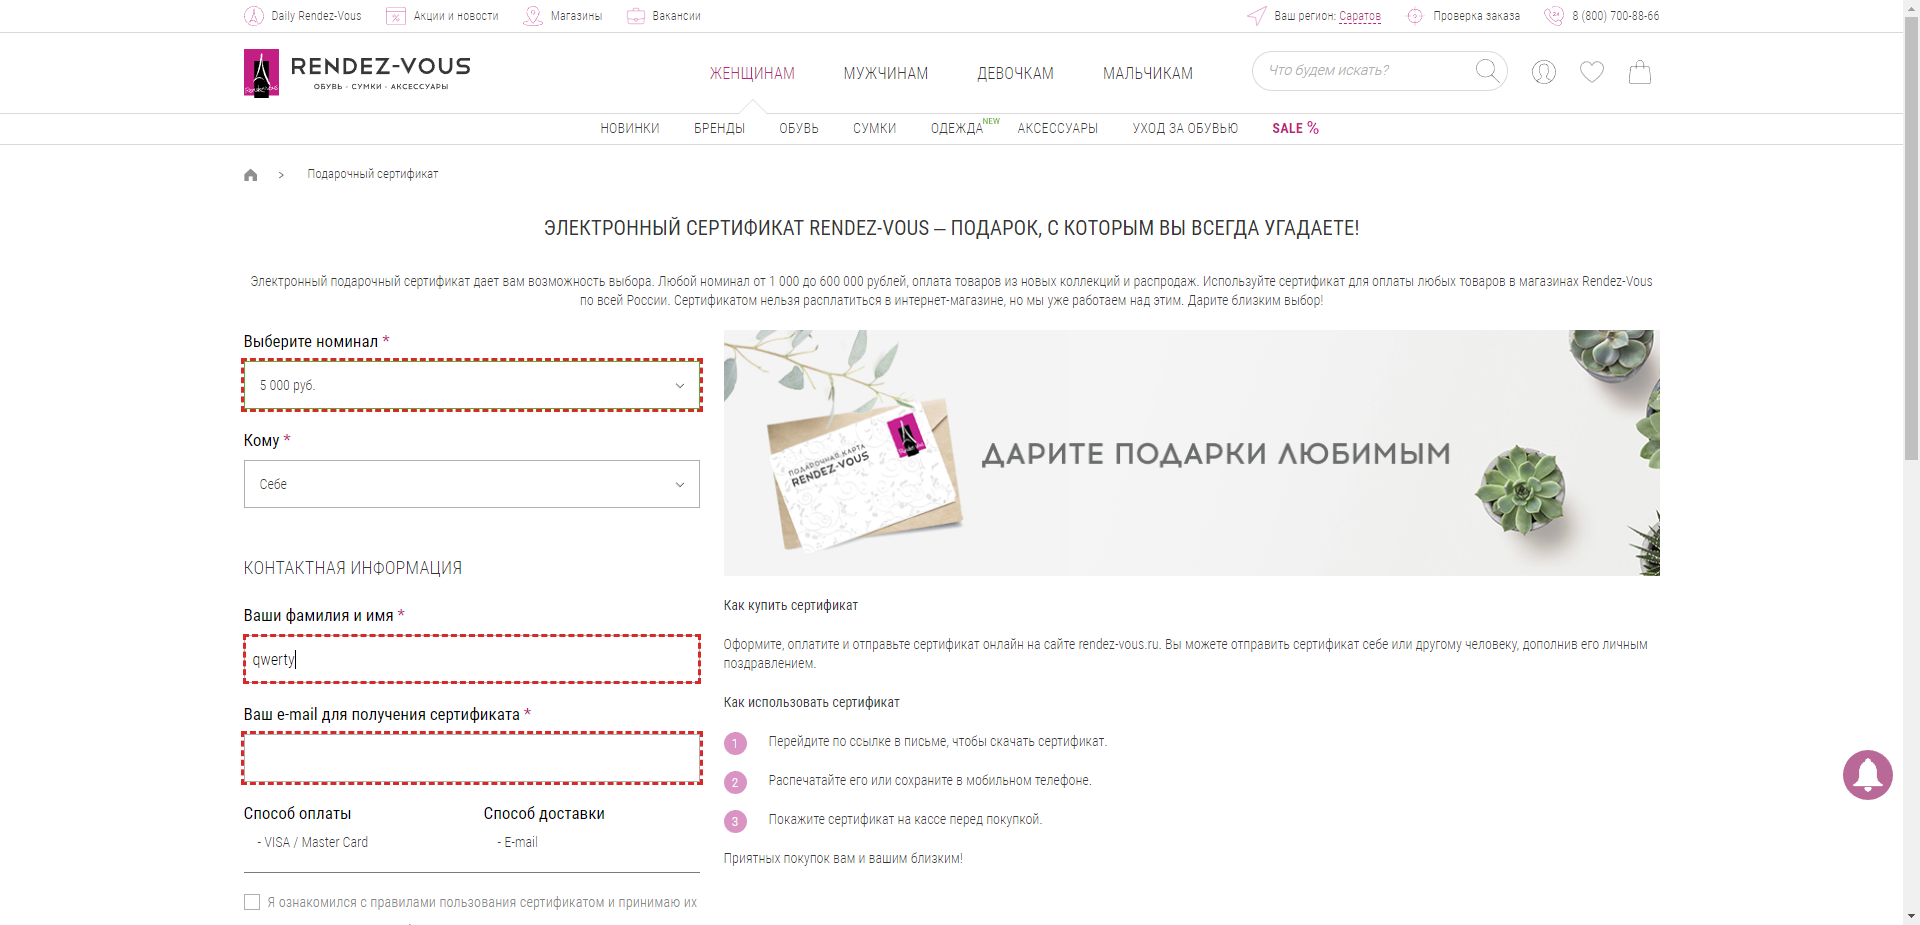 Daily Rendez-Vous
Акции и новости
Магазины
Вакансии
Ваш регион: Саратов
Проверка заказа
8 (800) 700-88-66
RENDEZ-VOUS
ОБУВЬ · СУМКИ · АКСЕССУАРЫ
ЖЕНЩИНАМ
МУЖЧИНАМ
ДЕВОЧКАМ
МАЛЬЧИКАМ
Что будем искать?
НОВИНКИ
БРЕНДЫ
ОБУВЬ
СУМКИ
ОДЕЖДА NEW
АКСЕССУАРЫ
УХОД ЗА ОБУВЬЮ
SALE %
> Подарочный сертификат
ЭЛЕКТРОННЫЙ СЕРТИФИКАТ RENDEZ-VOUS – ПОДАРОК, С КОТОРЫМ ВЫ ВСЕГДА УГАДАЕТЕ!
Электронный подарочный сертификат дает вам возможность выбора. Любой номинал от 1 000 до 600 000 рублей, оплата товаров из новых коллекций и распродаж. Используйте сертификат для оплаты любых товаров в магазинах Rendez-Vous
по всей России. Сертификатом нельзя расплатиться в интернет-магазине, но мы уже работаем над этим. Дарите близким выбор!
Выберите номинал *
5 000 руб.
Кому *
Себе
КОНТАКТНАЯ ИНФОРМАЦИЯ
Ваши фамилия и имя *
qwerty
Ваш e-mail для получения сертификата *
Способ оплаты
- VISA / Master Card
Способ доставки
- E-mail
Я ознакомился с правилами пользования сертификатом и принимаю их
ПОДАРОЧНАЯ КАРТА
RENDEZ-VOUS
ДАРИТЕ ПОДАРКИ ЛЮБИМЫМ
Как купить сертификат
Оформите, оплатите и отправьте сертификат онлайн на сайте rendez-vous.ru. Вы можете отправить сертификат себе или другому человеку, дополнив его личным
поздравлением.
Как использовать сертификат
1 Перейдите по ссылке в письме, чтобы скачать сертификат.
2 Распечатайте его или сохраните в мобильном телефоне.
3 Покажите сертификат на кассе перед покупкой.
Приятных покупок вам и вашим близким!